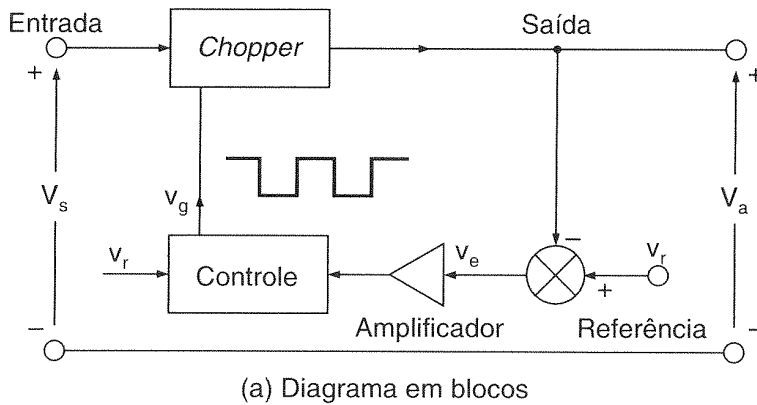 Entrada
Chopper
Saída
+
+
V_s
v_g
V_a
v_r
Controle
v_e
−
v_r
+
Amplificador
Referência
−
−
(a) Diagrama em blocos